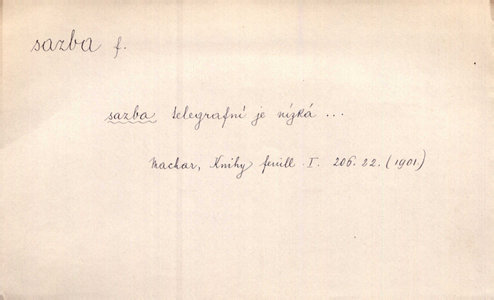 sazba f.
sazba telegrafní je nízká ...
Machar, Knihy feuill. I. 206. 22. (1901.)